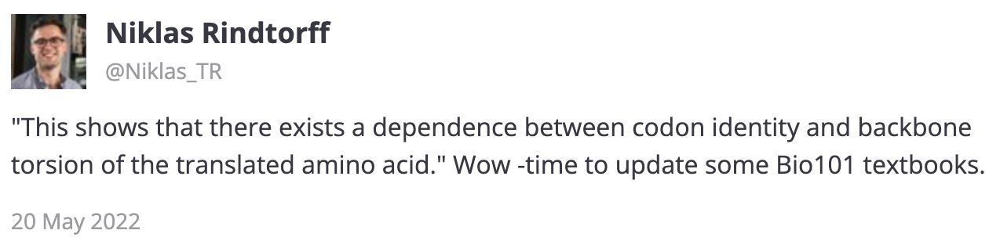 Niklas Rindtorff
@Niklas_TR
"This shows that there exists a dependence between codon identity and backbone
torsion of the translated amino acid." Wow -time to update some Bio101 textbooks.
20 May 2022